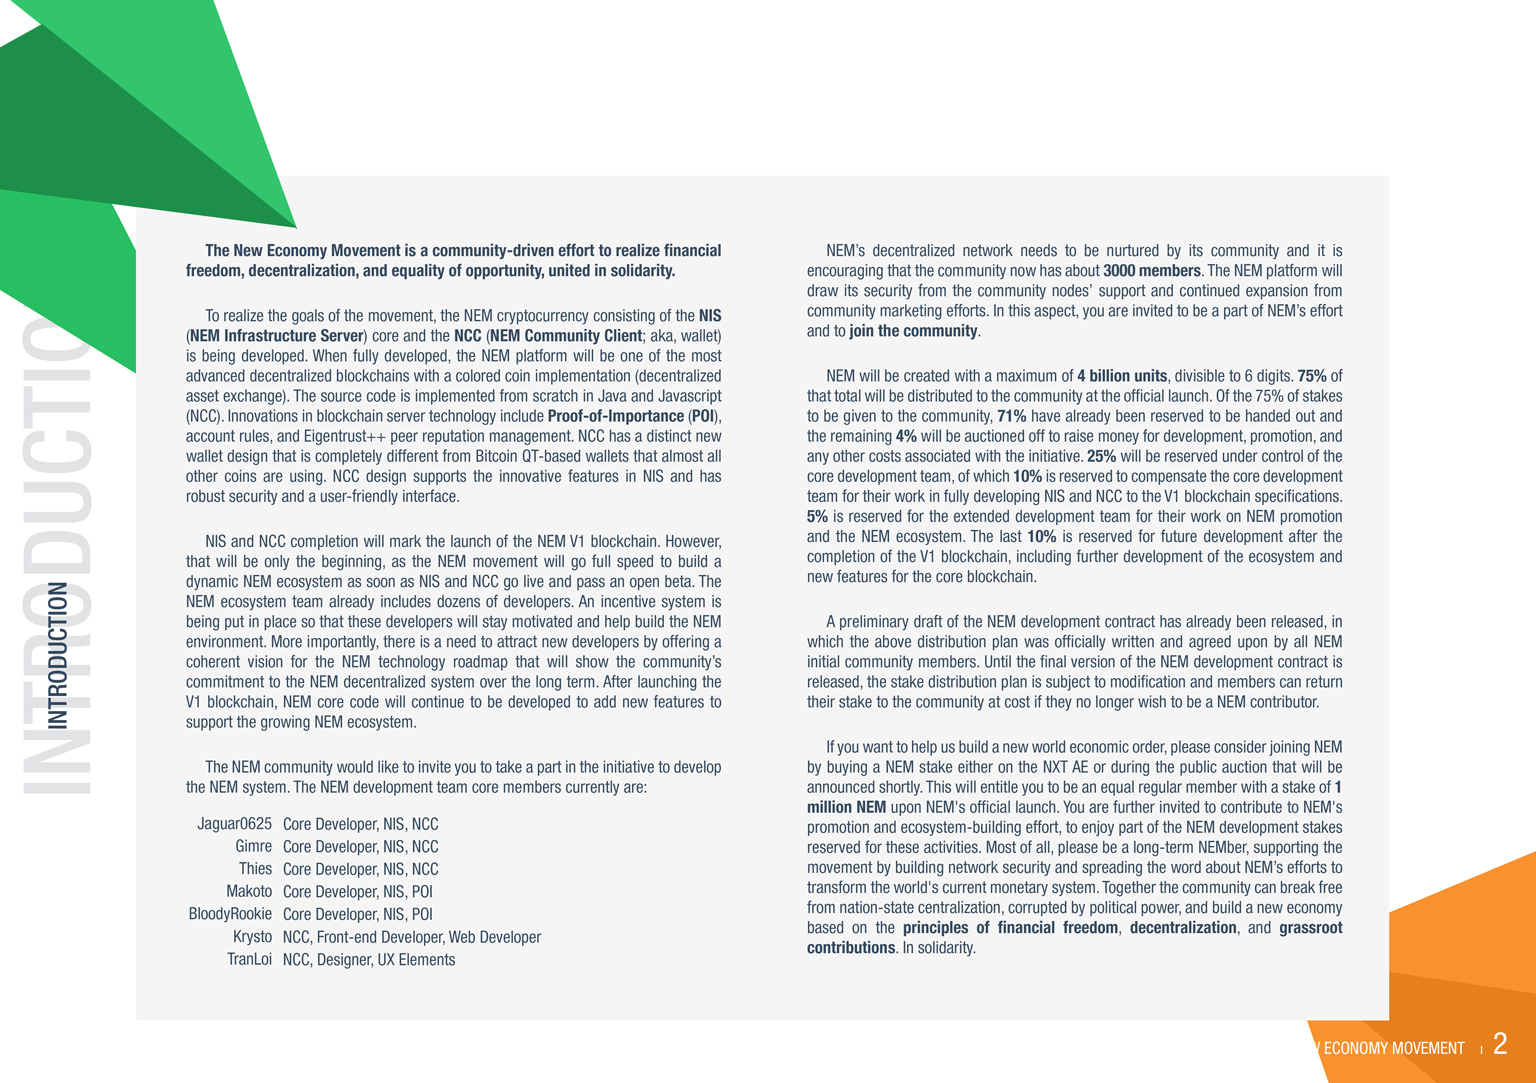 INTRODUCTIO
INTRODUCTION
The New Economy Movement is a community-driven effort to realize financial
freedom, decentralization, and equality of opportunity, united in solidarity.
To realize the goals of the movement, the NEM cryptocurrency consisting of the NIS
(NEM Infrastructure Server) core and the NCC (NEM Community Client; aka, wallet)
is being developed. When fully developed, the NEM platform will be one of the most
advanced decentralized blockchains with a colored coin implementation (decentralized
asset exchange). The source code is implemented from scratch in Java and Javascript
(NCC). Innovations in blockchain server technology include Proof-of-Importance (POI),
account rules, and Eigentrust++ peer reputation management. NCC has a distinct new
wallet design that is completely different from Bitcoin QT-based wallets that almost all
other coins are using. NCC design supports the innovative features in NIS and has
robust security and a user-friendly interface.
NIS and NCC completion will mark the launch of the NEM V1 blockchain. However,
that will be only the beginning, as the NEM movement will go full speed to build a
dynamic NEM ecosystem as soon as NIS and NCC go live and pass an open beta. The
NEM ecosystem team already includes dozens of developers. An incentive system is
being put in place so that these developers will stay motivated and help build the NEM
environment. More importantly, there is a need to attract new developers by offering a
coherent vision for the NEM technology roadmap that will show the community’s
commitment to the NEM decentralized system over the long term. After launching the
V1 blockchain, NEM core code will continue to be developed to add new features to
support the growing NEM ecosystem.
The NEM community would like to invite you to take a part in the initiative to develop
the NEM system. The NEM development team core members currently are:
Jaguar0625 Core Developer, NIS, NCC
Gimre Core Developer, NIS, NCC
Thies Core Developer, NIS, NCC
Makoto Core Developer, NIS, POI
BloodyRookie Core Developer, NIS, POI
Krysto NCC, Front-end Developer, Web Developer
TranLoi NCC, Designer, UX Elements
NEM’s decentralized network needs to be nurtured by its community and it is
encouraging that the community now has about 3000 members. The NEM platform will
draw its security from the community nodes’ support and continued expansion from
community marketing efforts. In this aspect, you are invited to be a part of NEM’s effort
and to join the community.
NEM will be created with a maximum of 4 billion units, divisible to 6 digits. 75% of
that total will be distributed to the community at the official launch. Of the 75% of stakes
to be given to the community, 71% have already been reserved to be handed out and
the remaining 4% will be auctioned off to raise money for development, promotion, and
any other costs associated with the initiative. 25% will be reserved under control of the
core development team, of which 10% is reserved to compensate the core development
team for their work in fully developing NIS and NCC to the V1 blockchain specifications.
5% is reserved for the extended development team for their work on NEM promotion
and the NEM ecosystem. The last 10% is reserved for future development after the
completion of the V1 blockchain, including further development of the ecosystem and
new features for the core blockchain.
A preliminary draft of the NEM development contract has already been released, in
which the above distribution plan was officially written and agreed upon by all NEM
initial community members. Until the final version of the NEM development contract is
released, the stake distribution plan is subject to modification and members can return
their stake to the community at cost if they no longer wish to be a NEM contributor.
If you want to help us build a new world economic order, please consider joining NEM
by buying a NEM stake either on the NXT AE or during the public auction that will be
announced shortly. This will entitle you to be an equal regular member with a stake of 1
million NEM upon NEM's official launch. You are further invited to contribute to NEM's
promotion and ecosystem-building effort, to enjoy part of the NEM development stakes
reserved for these activities. Most of all, please be a long-term NEMber, supporting the
movement by building network security and spreading the word about NEM’s efforts to
transform the world's current monetary system. Together the community can break free
from nation-state centralization, corrupted by political power, and build a new economy
based on the principles of financial freedom, decentralization, and grassroot
contributions. In solidarity.
ECONOMY MOVEMENT | 2